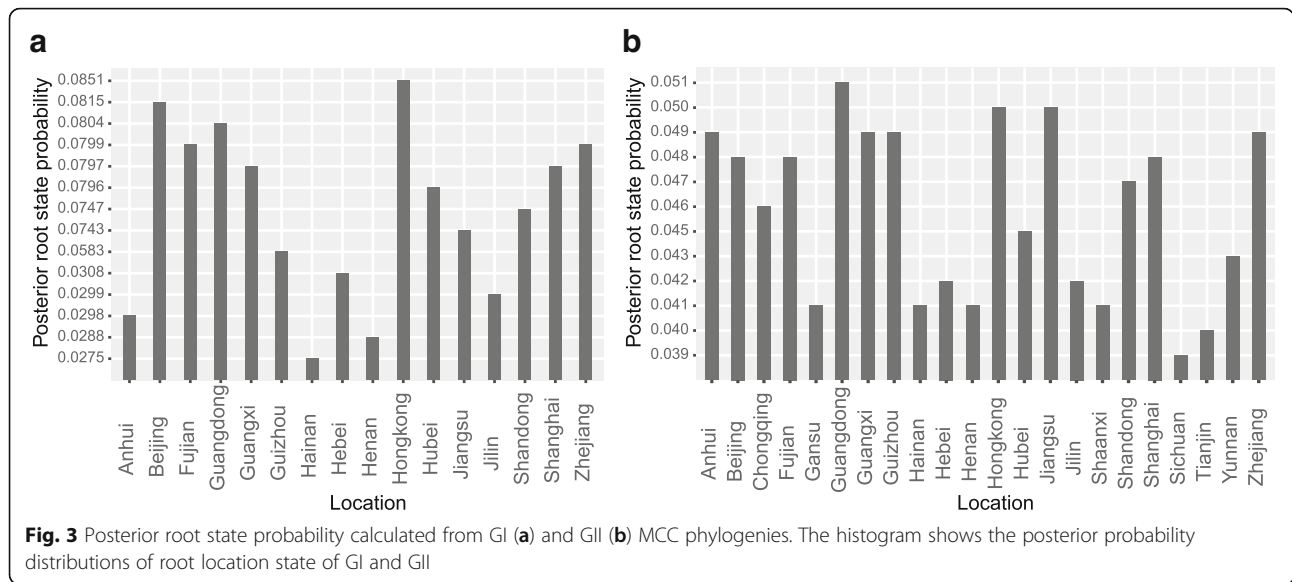 a
Posterior root state probability
0.0851
0.0815
0.0804
0.0799
0.0797
0.0796
0.0747
0.0743
0.0583
0.0308
0.0299
0.0298
0.0288
0.0275
Anhui
Beijing
Fujian
Guangdong
Guangxi
Guizhou
Hainan
Hebei
Henan
Hongkong
Hubei
Jiangsu
Jilin
Shandong
Shanghai
Zhejiang
Location
b
Posterior root state probability
0.051
0.050
0.049
0.048
0.047
0.046
0.045
0.043
0.042
0.041
0.040
0.039
Anhui
Beijing
Chongqing
Fujian
Gansu
Guangdong
Guangxi
Guizhou
Hainan
Hebei
Henan
Hongkong
Hubei
Jiangsu
Jilin
Shaanxi
Shandong
Shanghai
Sichuan
Tianjin
Yunnan
Zhejiang
Location
Fig. 3 Posterior root state probability calculated from GI (a) and GII (b) MCC phylogenies. The histogram shows the posterior probability
distributions of root location state of GI and GII